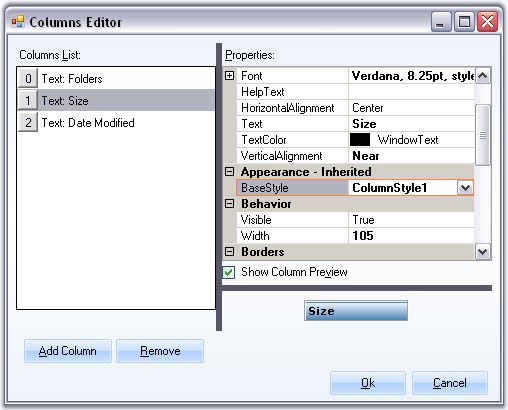 Columns Editor
Columns List:
0 Text: Folders
1 Text: Size
2 Text: Date Modified
Add Column
Remove
Properties:
Font Verdana, 8.25pt, style
HelpText
HorizontalAlignment Center
Text Size
TextColor WindowText
VerticalAlignment Near
Appearance - Inherited
BaseStyle ColumnStyle1
Behavior
Visible True
Width 105
Borders
Show Column Preview
Size
Ok
Cancel